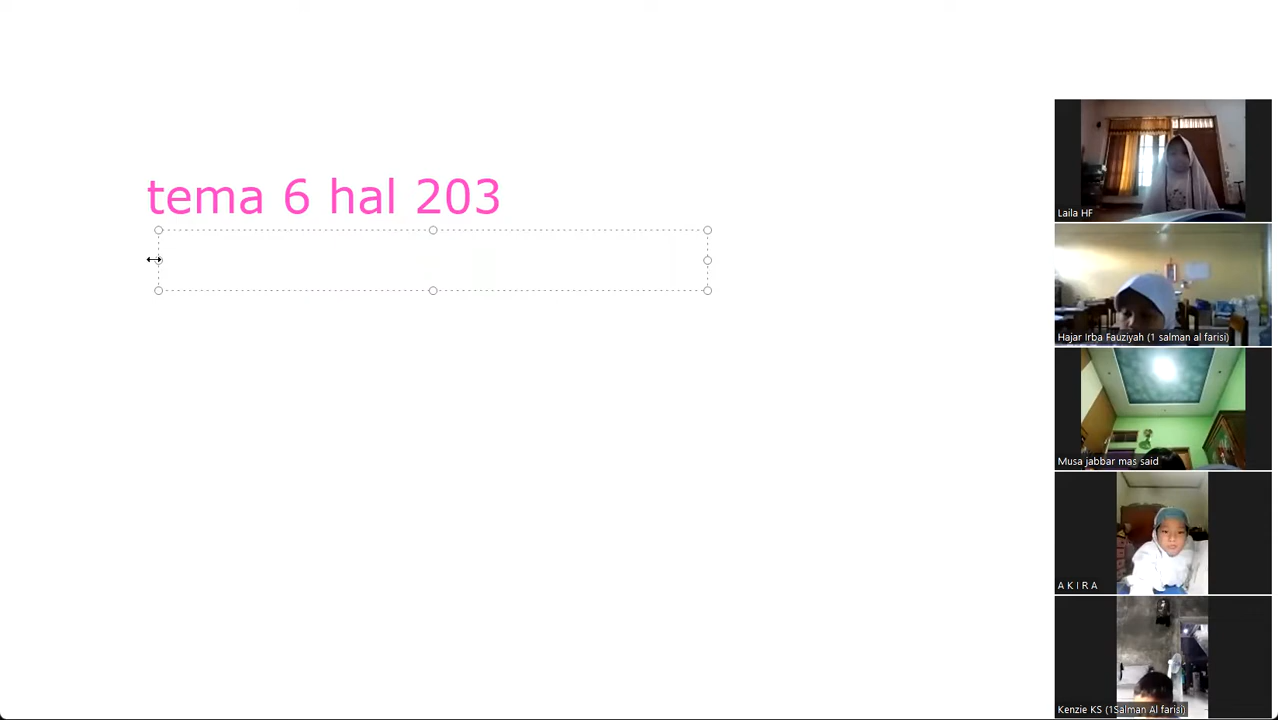 tema 6 hal 203
Laila HF
Hajar Irba Fauziyah (1 salman al farisi)
Musa jabbar mas said
A K I R A
Kenzie KS (1Salman Al farisi)